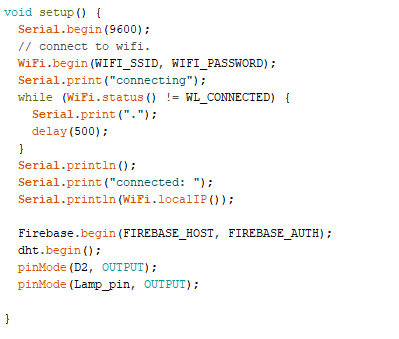 void setup() {
  Serial.begin(9600);
  // connect to wifi.
  WiFi.begin(WIFI_SSID, WIFI_PASSWORD);
  Serial.print("connecting");
  while (WiFi.status() != WL_CONNECTED) {
    Serial.print(".");
    delay(500);
  }
  Serial.println();
  Serial.print("connected: ");
  Serial.println(WiFi.localIP());

  Firebase.begin(FIREBASE_HOST, FIREBASE_AUTH);
  dht.begin();
  pinMode(D2, OUTPUT);
  pinMode(Lamp_pin, OUTPUT);

}